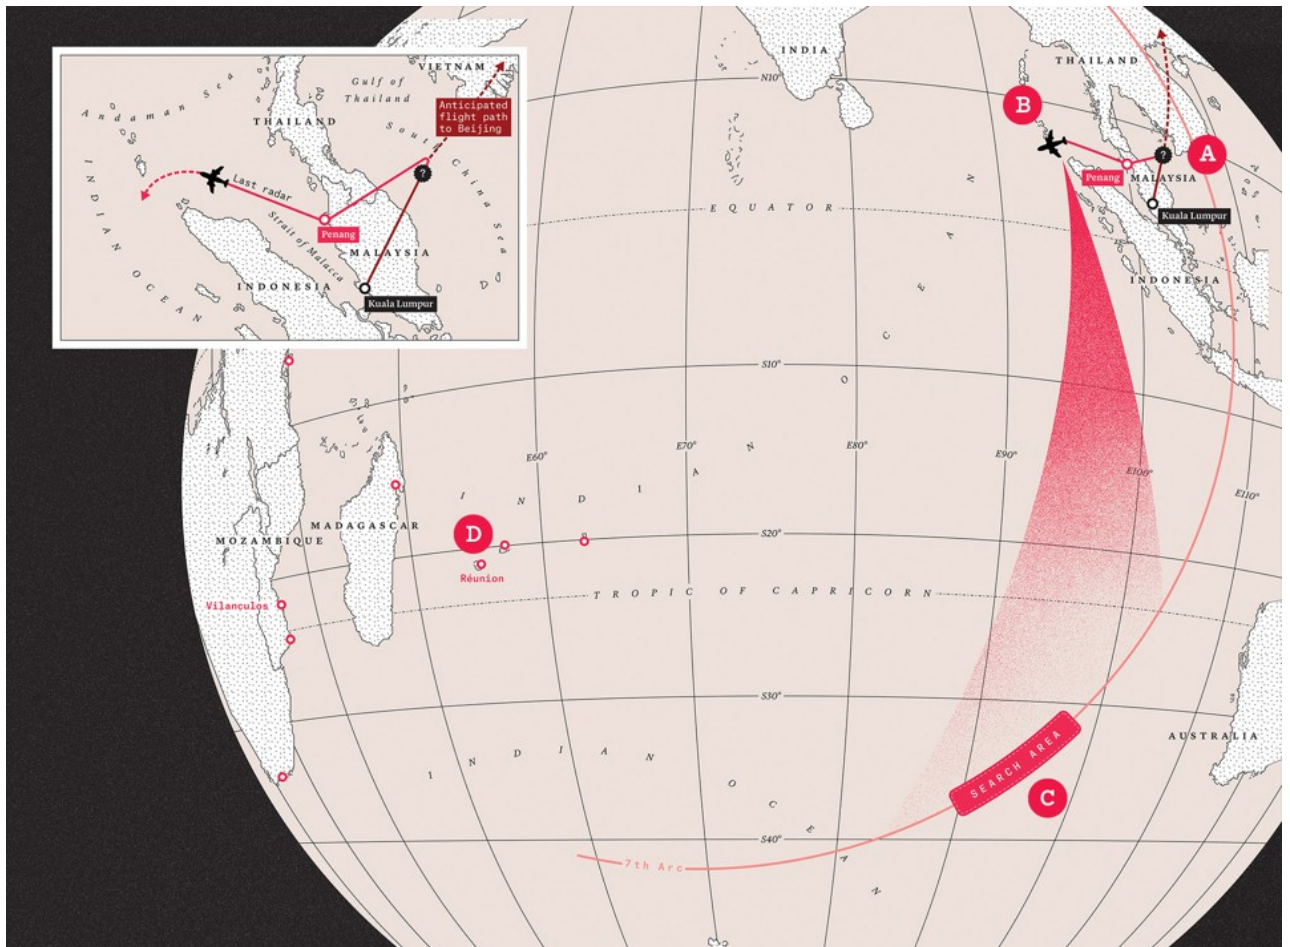 VIETNAM
Gulf of
Thailand
Andaman Sea
THAILAND
Anticipated
flight path
to Beijing
South China Sea
?
Last radar
Penang
Strait of Malacca
MALAYSIA
INDONESIA
Kuala Lumpur
INDIAN OCEAN
INDIA
THAILAND
N10°
B
?
A
Penang
MALAYSIA
Kuala Lumpur
EQUATOR
INDONESIA
S10°
E60°
E70°
E80°
E90°
E100°
E110°
INDIAN OCEAN
MADAGASCAR
MOZAMBIQUE
D
S20°
Réunion
TROPIC OF CAPRICORN
Vilanculos
S30°
AUSTRALIA
SEARCH AREA
INDIAN OCEAN
C
S40°
7th Arc